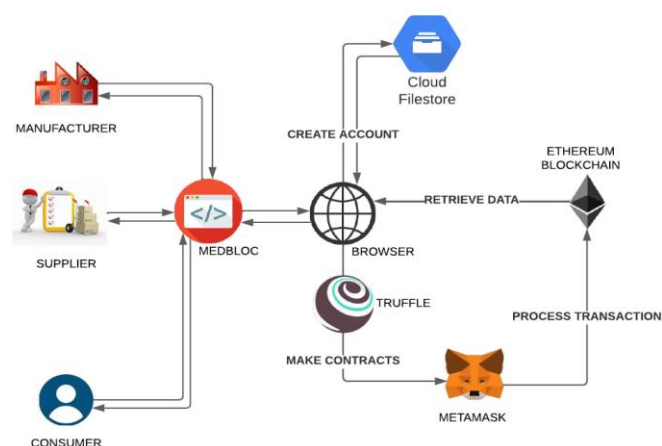 Cloud
Filestore
MANUFACTURER
CREATE ACCOUNT
ETHEREUM
BLOCKCHAIN
RETRIEVE DATA
</>
SUPPLIER
MEDBLOC
BROWSER
TRUFFLE
PROCESS TRANSACTION
MAKE CONTRACTS
METAMASK
CONSUMER